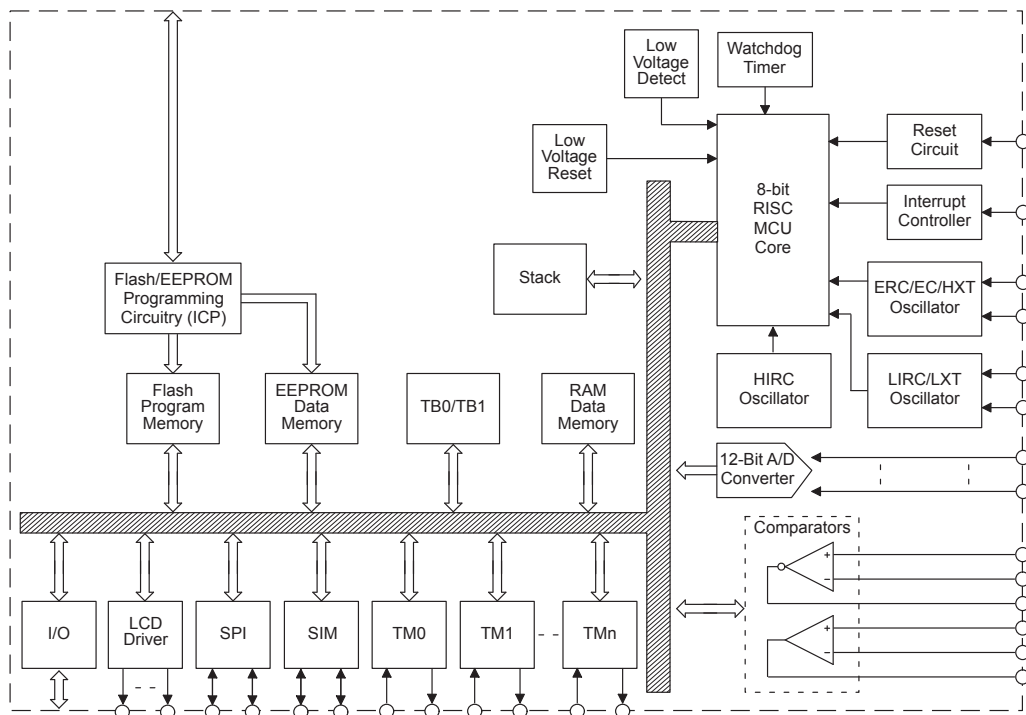 Low
Voltage
Detect
Watchdog
Timer
Low
Voltage
Reset
8-bit
RISC
MCU
Core
Reset
Circuit
Interrupt
Controller
Stack
Flash/EEPROM
Programming
Circuitry (ICP)
ERC/EC/HXT
Oscillator
HIRC
Oscillator
LIRC/LXT
Oscillator
Flash
Program
Memory
EEPROM
Data
Memory
TB0/TB1
RAM
Data
Memory
12-Bit A/D
Converter
Comparators
+
−
+
−
I/O
LCD
Driver
SPI
SIM
TM0
TM1
TMn